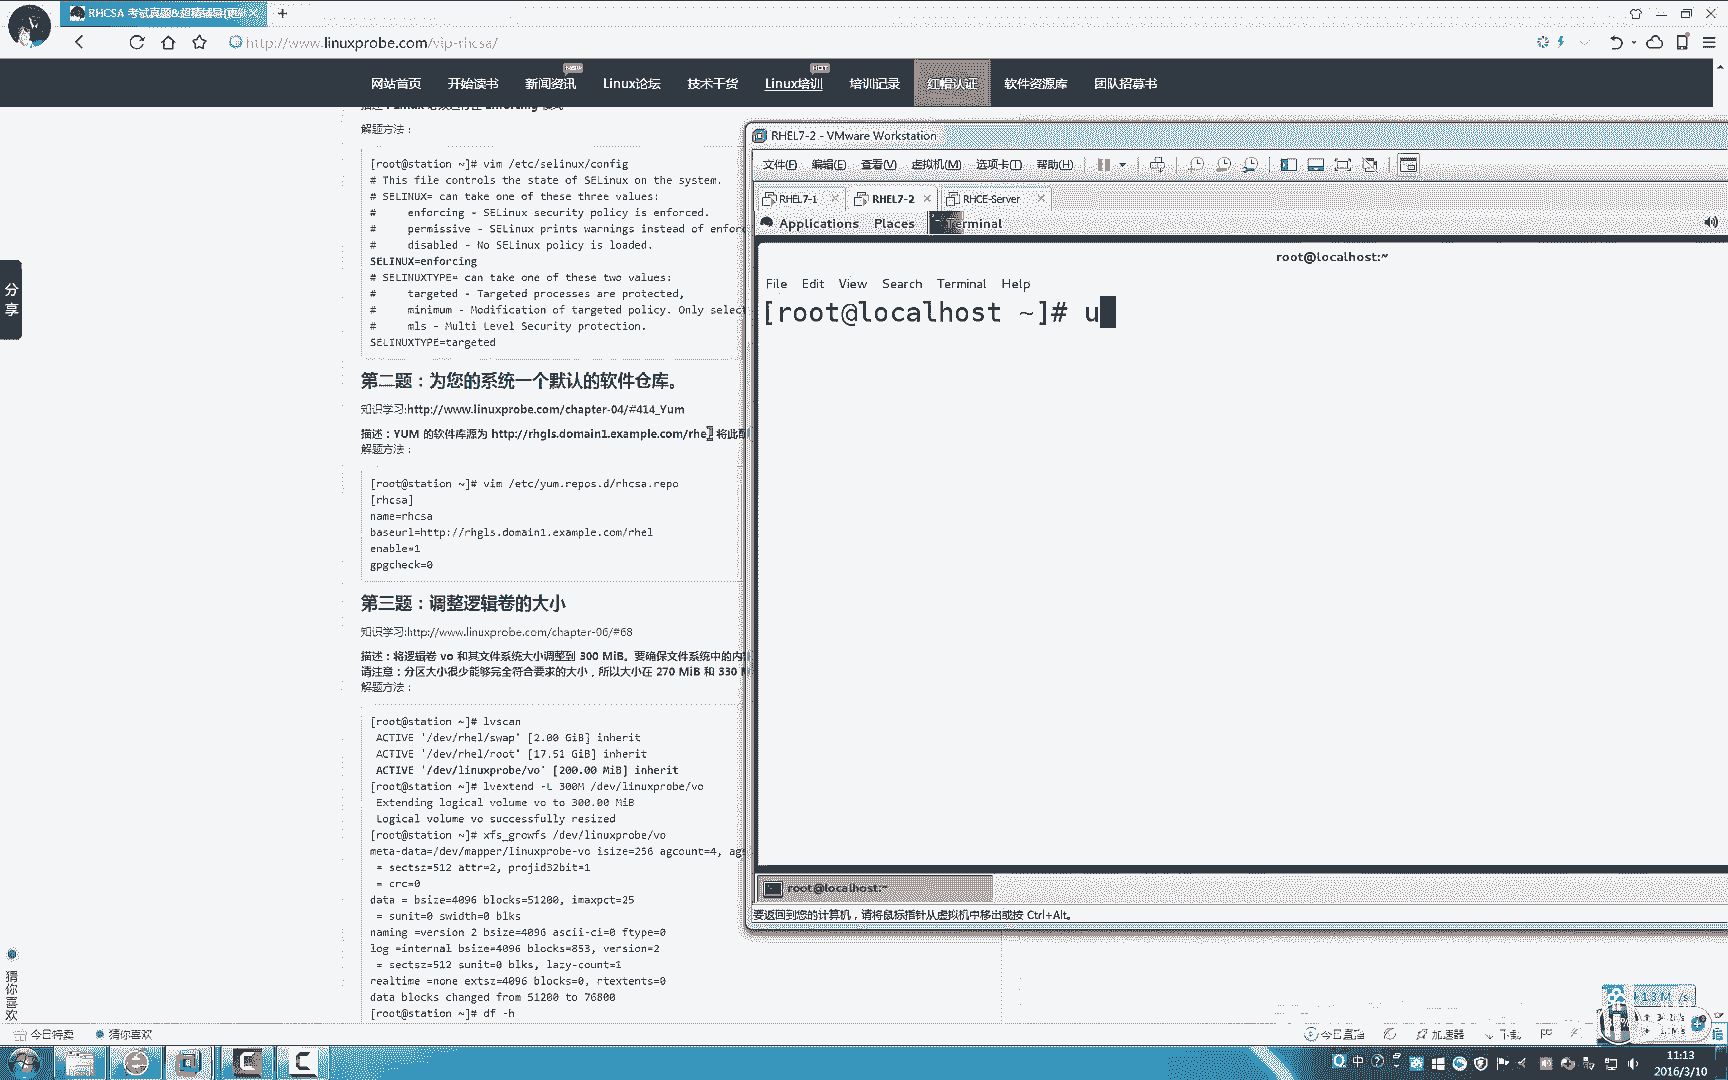 RHCSA 考试真题&超精辅导[更新
http://www.linuxprobe.com/vip-rhcsa/
网站首页
开始读书
新闻资讯
NEW
Linux论坛
技术干货
Linux培训
HOT
培训记录
红帽认证
软件资源库
团队招募书
解题方法：
[root@station ~]# vim /etc/selinux/config
# This file controls the state of SELinux on the system.
# SELINUX= can take one of these three values:
# enforcing - SELinux security policy is enforced.
# permissive - SELinux prints warnings instead of enfor
# disabled - No SELinux policy is loaded.
SELINUX=enforcing
# SELINUXTYPE= can take one of these two values:
# targeted - Targeted processes are protected,
# minimum - Modification of targeted policy. Only select
# mls - Multi Level Security protection.
SELINUXTYPE=targeted
第二题：为您的系统一个默认的软件仓库。
知识学习:http://www.linuxprobe.com/chapter-04/#414_Yum
描述：YUM 的软件库源为 http://rhgls.domain1.example.com/rhel 将此配
解题方法：
[root@station ~]# vim /etc/yum.repos.d/rhcsa.repo
[rhcsa]
name=rhcsa
baseurl=http://rhgls.domain1.example.com/rhel
enable=1
gpgcheck=0
第三题：调整逻辑卷的大小
知识学习:http://www.linuxprobe.com/chapter-06/#68
描述：将逻辑卷 vo 和其文件系统大小调整到 300 MiB。要确保文件系统中的内
请注意：分区大小很少能够完全符合要求的大小，所以大小在 270 MiB 和 330 M
解题方法：
[root@station ~]# lvscan
ACTIVE '/dev/rhel/swap' [2.00 GiB] inherit
ACTIVE '/dev/rhel/root' [17.51 GiB] inherit
ACTIVE '/dev/linuxprobe/vo' [200.00 MiB] inherit
[root@station ~]# lvextend -L 300M /dev/linuxprobe/vo
Extending logical volume vo to 300.00 MiB
Logical volume vo successfully resized
[root@station ~]# xfs_growfs /dev/linuxprobe/vo
meta-data=/dev/mapper/linuxprobe-vo isize=256 agcount=4, ag
= sectsz=512 attr=2, projid32bit=1
= crc=0
data = bsize=4096 blocks=51200, imaxpct=25
= sunit=0 swidth=0 blks
naming =version 2 bsize=4096 ascii-ci=0 ftype=0
log =internal bsize=4096 blocks=853, version=2
= sectsz=512 sunit=0 blks, lazy-count=1
realtime =none extsz=4096 blocks=0, rtextents=0
data blocks changed from 51200 to 76800
[root@station ~]# df -h
分享
猜你喜欢
RHEL7-2 - VMware Workstation
文件(F) 编辑(E) 查看(V) 虚拟机(M) 选项卡(T) 帮助(H)
RHEL7-1
RHEL7-2
RHCE-Server
Applications Places Terminal
root@localhost:~
File Edit View Search Terminal Help
[root@localhost ~]# u
root@localhost:~
要返回到您的计算机，请将鼠标指针从虚拟机中移出或按 Ctrl+Alt。
今日特卖
猜你喜欢
今日直播
加速器
下载
11:13
2016/3/10